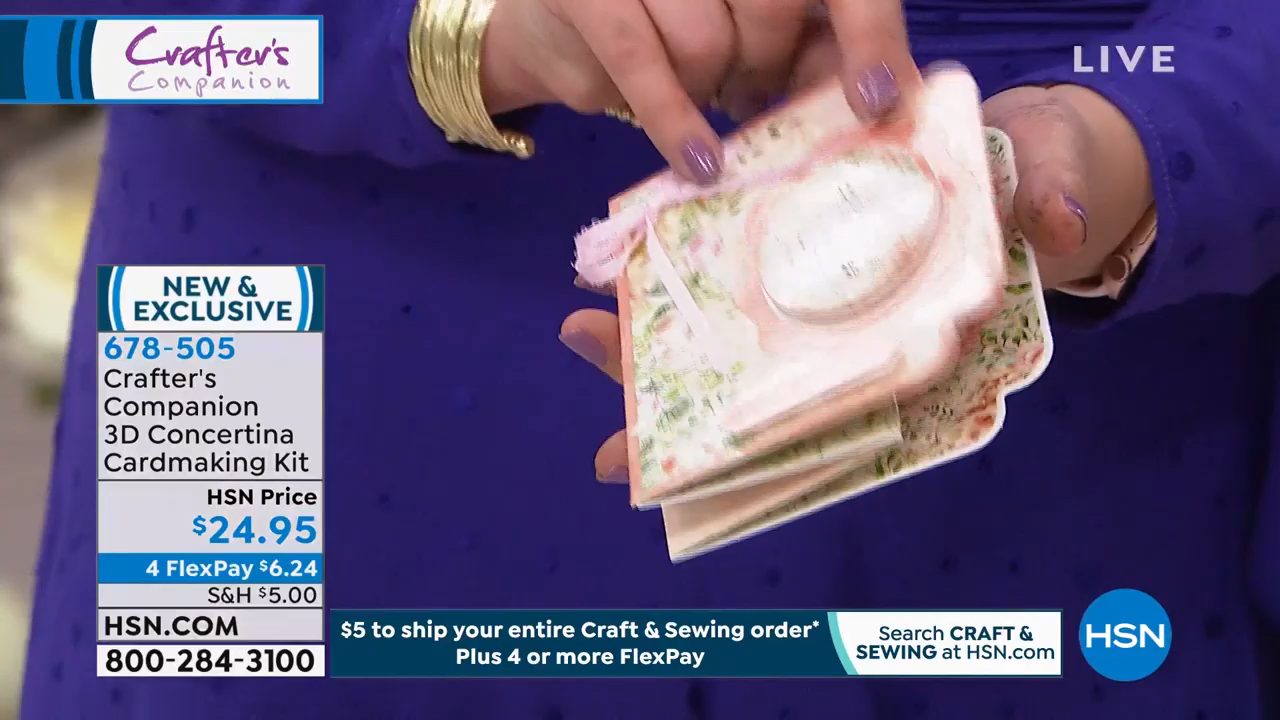 Crafter's
Companion
LIVE
NEW &
EXCLUSIVE
678-505
Crafter's
Companion
3D Concertina
Cardmaking Kit
HSN Price
$24.95
4 FlexPay $6.24
S&H $5.00
HSN.COM
800-284-3100
$5 to ship your entire Craft & Sewing order*
Plus 4 or more FlexPay
Search CRAFT &
SEWING at HSN.com
HSN